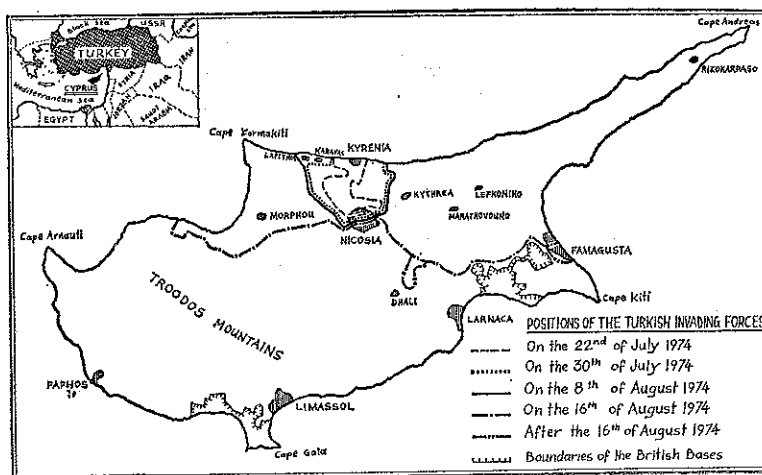 Black Sea
USSR
TURKEY
CYPRUS
Mediterranean Sea
SYRIA
IRAQ
IRAN
EGYPT
SAUDI
ARABIA
Cape Andreas
RIZOKARPASO
Cape Kormakiti
LAPITHOS
KARAVAS
KYRENIA
KYTHREA
LEFKONIKO
MARATHOVOUNO
MORPHOU
NICOSIA
FAMAGUSTA
Cape Arnauti
TROODOS
MOUNTAINS
DHALI
Cape Kiti
LARNACA
PAPHOS
LIMASSOL
Cape Gata
POSITIONS OF THE TURKISH INVADING FORCES
On the 22nd of July 1974
On the 30th of July 1974
On the 8th of August 1974
On the 16th of August 1974
After the 16th of August 1974
Boundaries of the British Bases